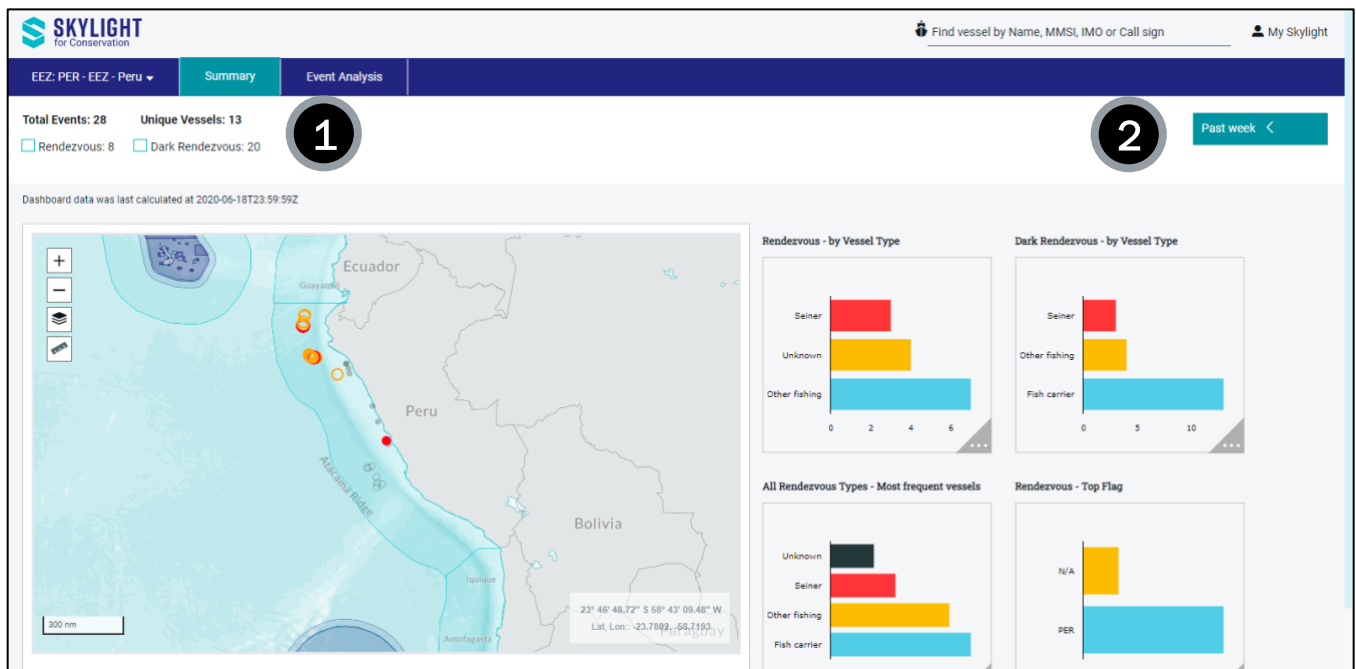 SKYLIGHT
for Conservation
Find vessel by Name, MMSI, IMO or Call sign
My Skylight
EEZ: PER - EEZ - Peru
Summary
Event Analysis
Total Events: 28
Unique Vessels: 13
Rendezvous: 8
Dark Rendezvous: 20
1
2
Past week
Dashboard data was last calculated at 2020-06-18T23:59:59Z
+
−
Ecuador
Guayaquil
Peru
Atacama Ridge
Bolivia
Iquique
Antofagasta
Paraguay
300 nm
23° 46' 48.72" S 58° 43' 09.48" W
Lat, Lon: -23.7802, -58.7193
Rendezvous - by Vessel Type
Seiner
Unknown
Other fishing
0 2 4 6
...
Dark Rendezvous - by Vessel Type
Seiner
Other fishing
Fish carrier
0 5 10
...
All Rendezvous Types - Most frequent vessels
Unknown
Seiner
Other fishing
Fish carrier
Rendezvous - Top Flag
N/A
PER